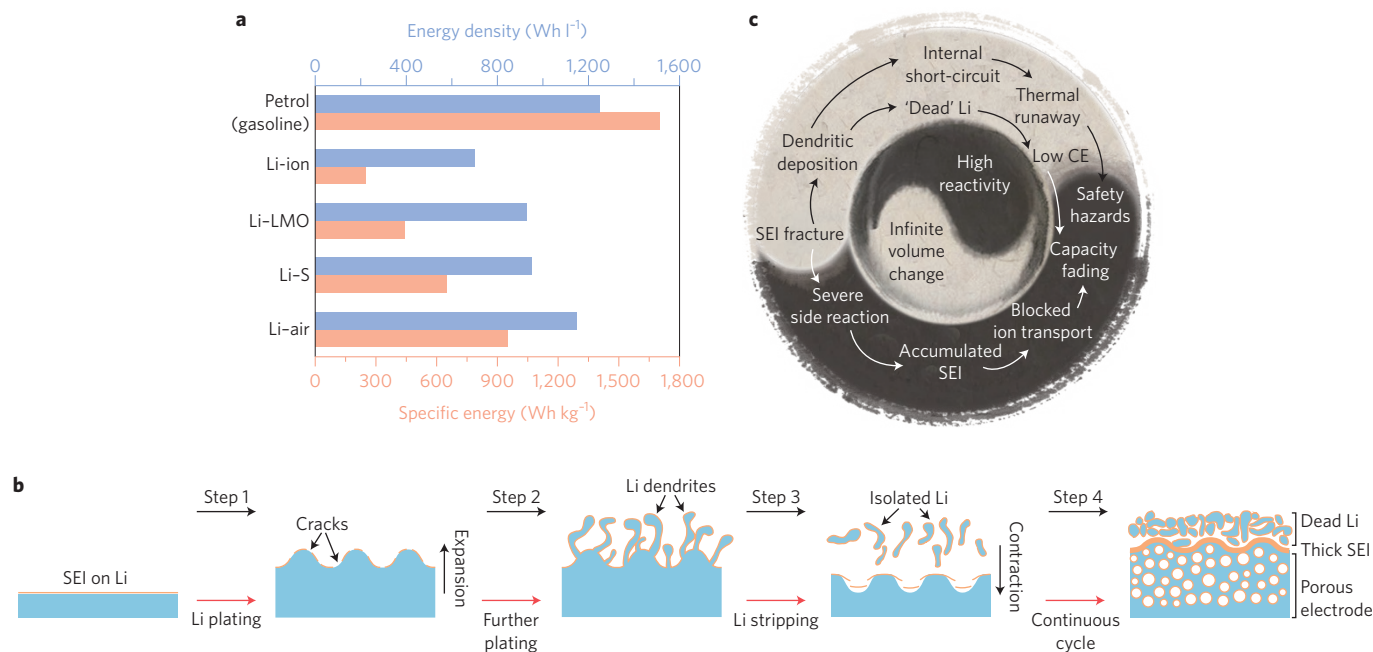 a
Energy density (Wh l⁻¹)
0 400 800 1,200 1,600
Petrol
(gasoline)
Li-ion
Li–LMO
Li–S
Li–air
0 300 600 900 1,200 1,500 1,800
Specific energy (Wh kg⁻¹)
c
Internal
short-circuit
Thermal
runaway
'Dead' Li
Dendritic
deposition
Low CE
High
reactivity
Safety
hazards
SEI fracture
Infinite
volume
change
Capacity
fading
Severe
side reaction
Blocked
ion transport
Accumulated
SEI
b
SEI on Li
Step 1
Li plating
Cracks
Expansion
Step 2
Further
plating
Li dendrites
Step 3
Li stripping
Isolated Li
Contraction
Step 4
Continuous
cycle
Dead Li
Thick SEI
Porous
electrode